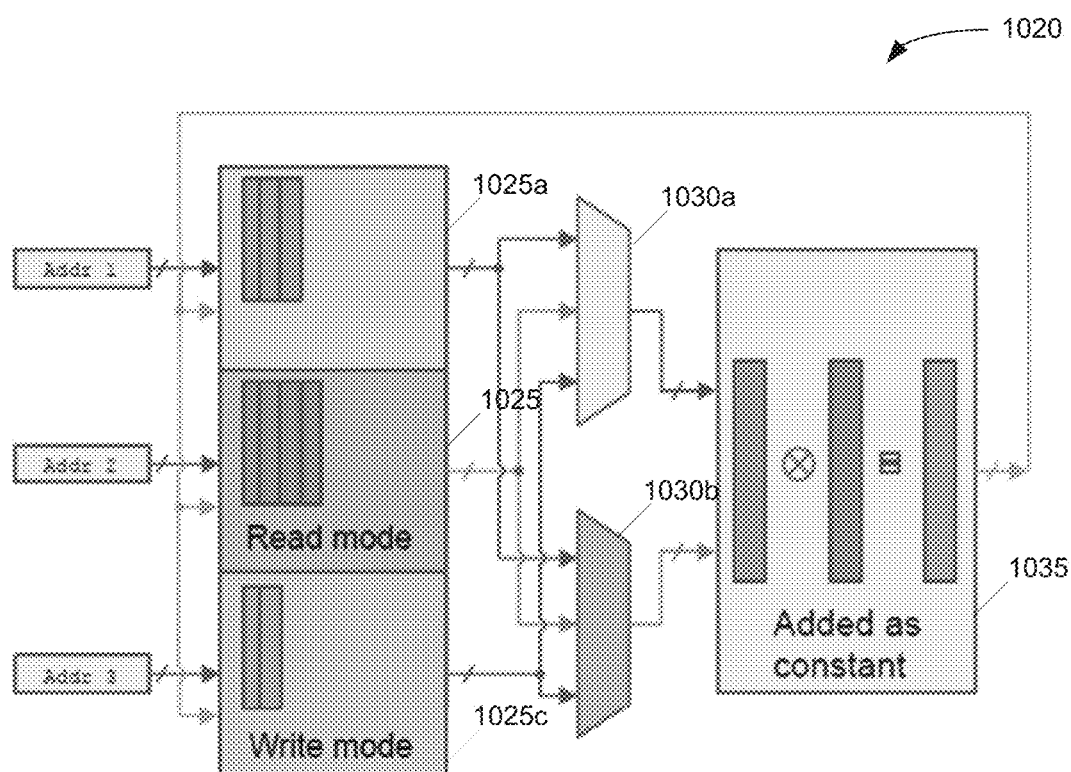 1020
1025a
1030a
Addr 1
1025
Addr 2
1030b
Read mode
1035
Added as
constant
Addr 3
1025c
Write mode